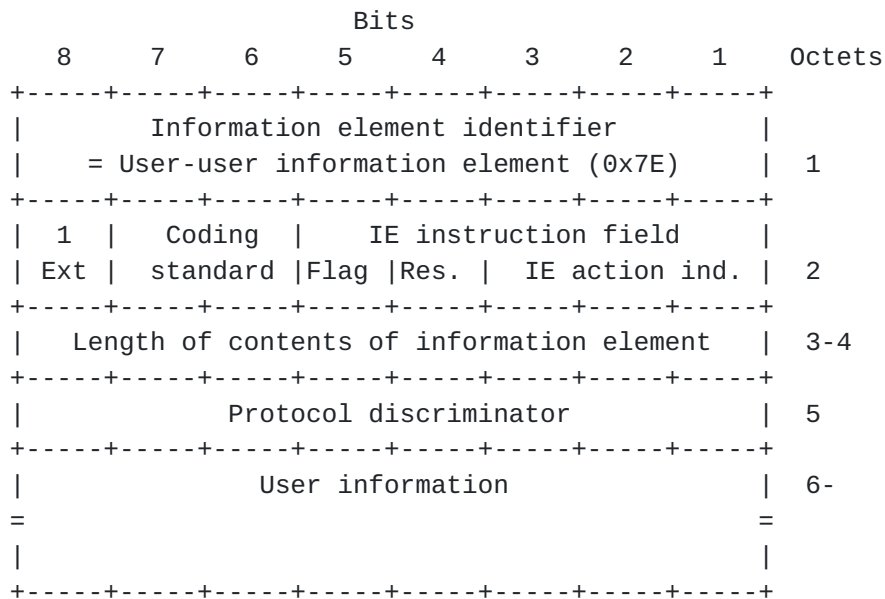 Bits
   8     7     6     5     4     3     2     1   Octets
+-----+-----+-----+-----+-----+-----+-----+-----+
|        Information element identifier         |
|    = User-user information element (0x7E)     |  1
+-----+-----+-----+-----+-----+-----+-----+-----+
|  1  |   Coding  |    IE instruction field     |
| Ext |  standard |Flag |Res. |  IE action ind. |  2
+-----+-----+-----+-----+-----+-----+-----+-----+
|   Length of contents of information element   |  3-4
+-----+-----+-----+-----+-----+-----+-----+-----+
|             Protocol discriminator            |  5
+-----+-----+-----+-----+-----+-----+-----+-----+
|               User information                |  6-
=                                               =
|                                               |
+-----+-----+-----+-----+-----+-----+-----+-----+